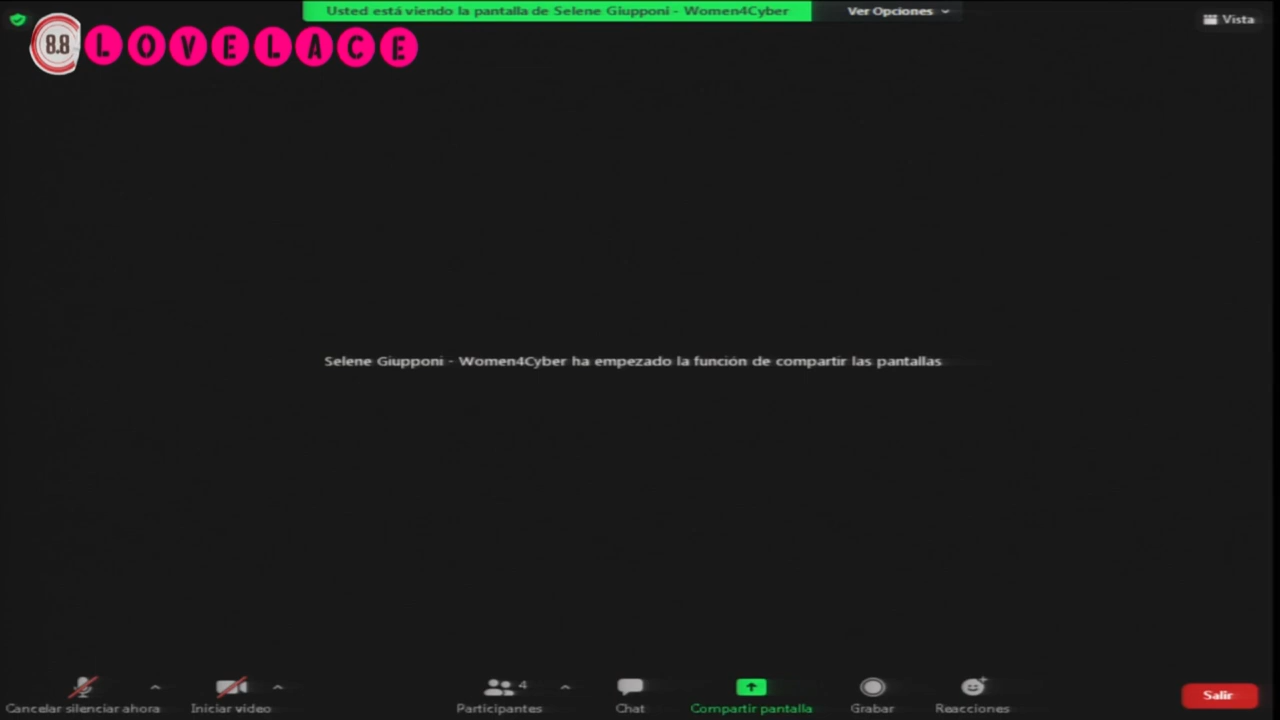 Usted está viendo la pantalla de Selene Giupponi - Women4Cyber
Ver Opciones
Vista
8.8
LOVELACE
Selene Giupponi - Women4Cyber ha empezado la función de compartir las pantallas
4
Cancelar silenciar ahora
Iniciar video
Participantes
Chat
Compartir pantalla
Grabar
Reacciones
Salir